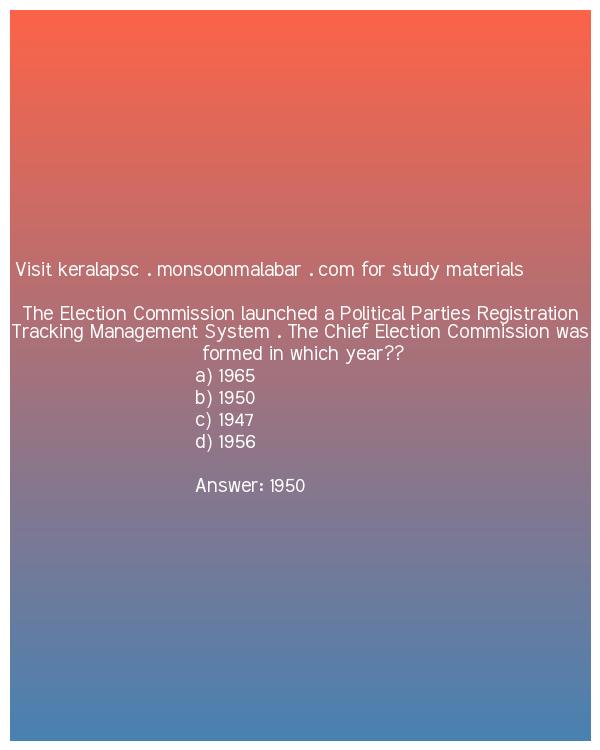 Visit keralapsc . monsoonmalabar . com for study materials
The Election Commission launched a Political Parties Registration
Tracking Management System . The Chief Election Commission was
formed in which year??
a) 1965
b) 1950
c) 1947
d) 1956
Answer: 1950